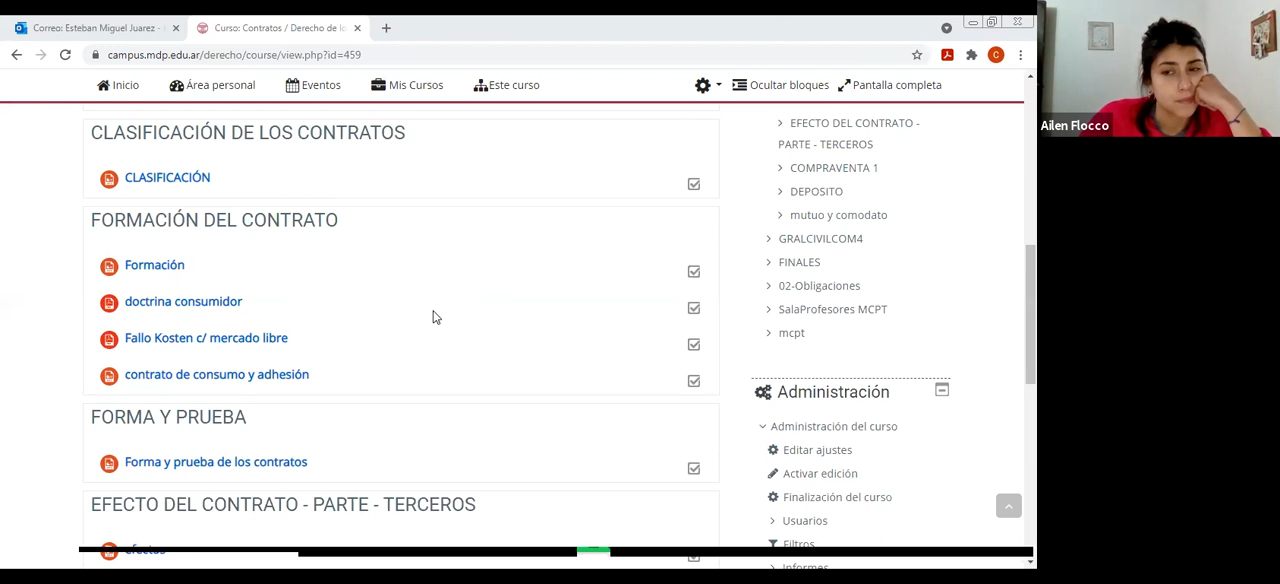 Correo: Esteban Miguel Juarez -
Curso: Contratos / Derecho de lo
campus.mdp.edu.ar/derecho/course/view.php?id=459
C
Inicio
Área personal
Eventos
Mis Cursos
Este curso
Ocultar bloques
Pantalla completa
CLASIFICACIÓN DE LOS CONTRATOS
CLASIFICACIÓN
FORMACIÓN DEL CONTRATO
Formación
doctrina consumidor
Fallo Kosten c/ mercado libre
contrato de consumo y adhesión
FORMA Y PRUEBA
Forma y prueba de los contratos
EFECTO DEL CONTRATO - PARTE - TERCEROS
efectos
EFECTO DEL CONTRATO -
PARTE - TERCEROS
COMPRAVENTA 1
DEPOSITO
mutuo y comodato
GRALCIVILCOM4
FINALES
02-Obligaciones
SalaProfesores MCPT
mcpt
Administración
Administración del curso
Editar ajustes
Activar edición
Finalización del curso
Usuarios
Filtros
Informes
Ailen Flocco